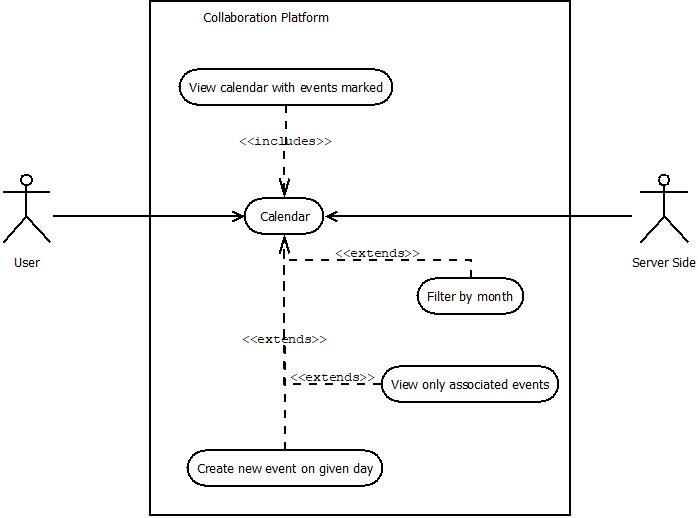 Collaboration Platform
View calendar with events marked
<<includes>>
Calendar
User
Server Side
<<extends>>
Filter by month
<<extends>>
<<extends>>
View only associated events
Create new event on given day